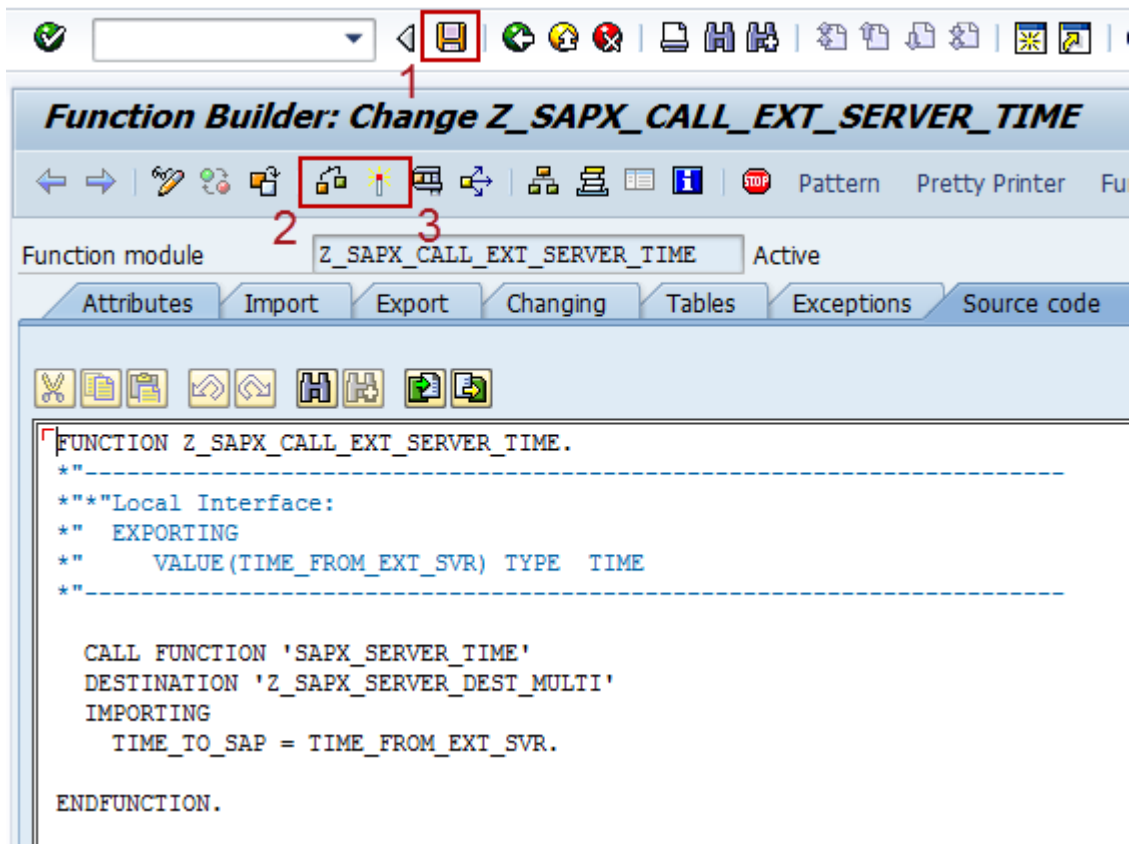 1
Function Builder: Change Z_SAPX_CALL_EXT_SERVER_TIME
STOP Pattern Pretty Printer Fu
2 3
Function module Z_SAPX_CALL_EXT_SERVER_TIME Active
Attributes Import Export Changing Tables Exceptions Source code
FUNCTION Z_SAPX_CALL_EXT_SERVER_TIME.
*"----------------------------------------------------------------------
*"*"Local Interface:
*"  EXPORTING
*"     VALUE(TIME_FROM_EXT_SVR) TYPE  TIME
*"----------------------------------------------------------------------
CALL FUNCTION 'SAPX_SERVER_TIME'
DESTINATION 'Z_SAPX_SERVER_DEST_MULTI'
IMPORTING
TIME_TO_SAP = TIME_FROM_EXT_SVR.
ENDFUNCTION.